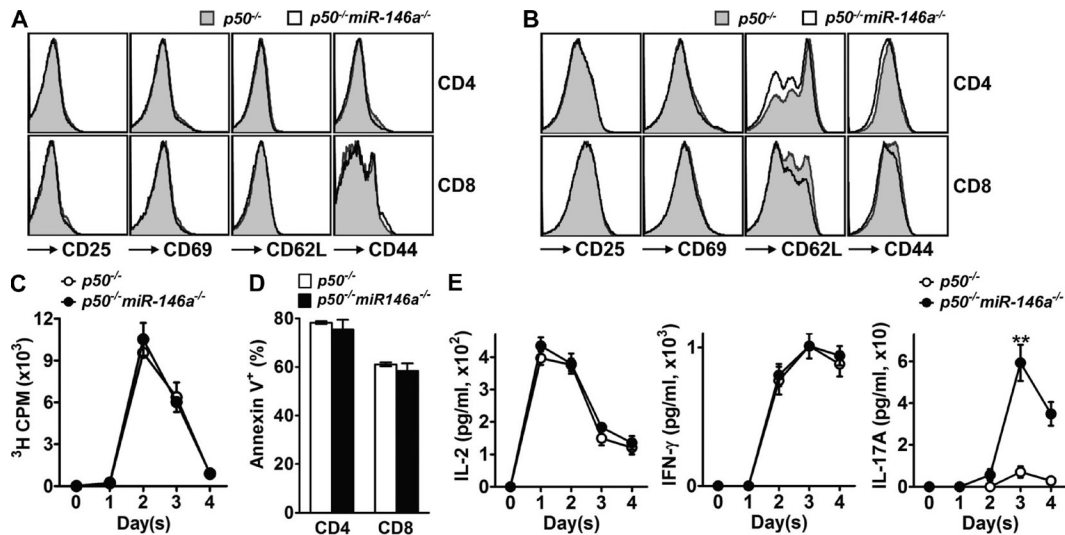 A p50-/- p50-/-miR-146a-/-
CD4
CD8
CD25 CD69 CD62L CD44
B p50-/- p50-/-miR-146a-/-
CD4
CD8
CD25 CD69 CD62L CD44
C p50-/-
p50-/-miR-146a-/-
³H CPM (x10³)
12
9
6
3
0
0 1 2 3 4
Day(s)
D p50-/-
p50-/-miR146a-/-
Annexin V⁺ (%)
80
60
40
20
0
CD4 CD8
E p50-/-
p50-/-miR-146a-/-
IL-2 (pg/ml, x10²)
4
2
0
0 1 2 3 4
Day(s)
IFN-γ (pg/ml, x10³)
1
0
0 1 2 3 4
Day(s)
IL-17A (pg/ml, x10)
6
4
2
0
**
0 1 2 3 4
Day(s)